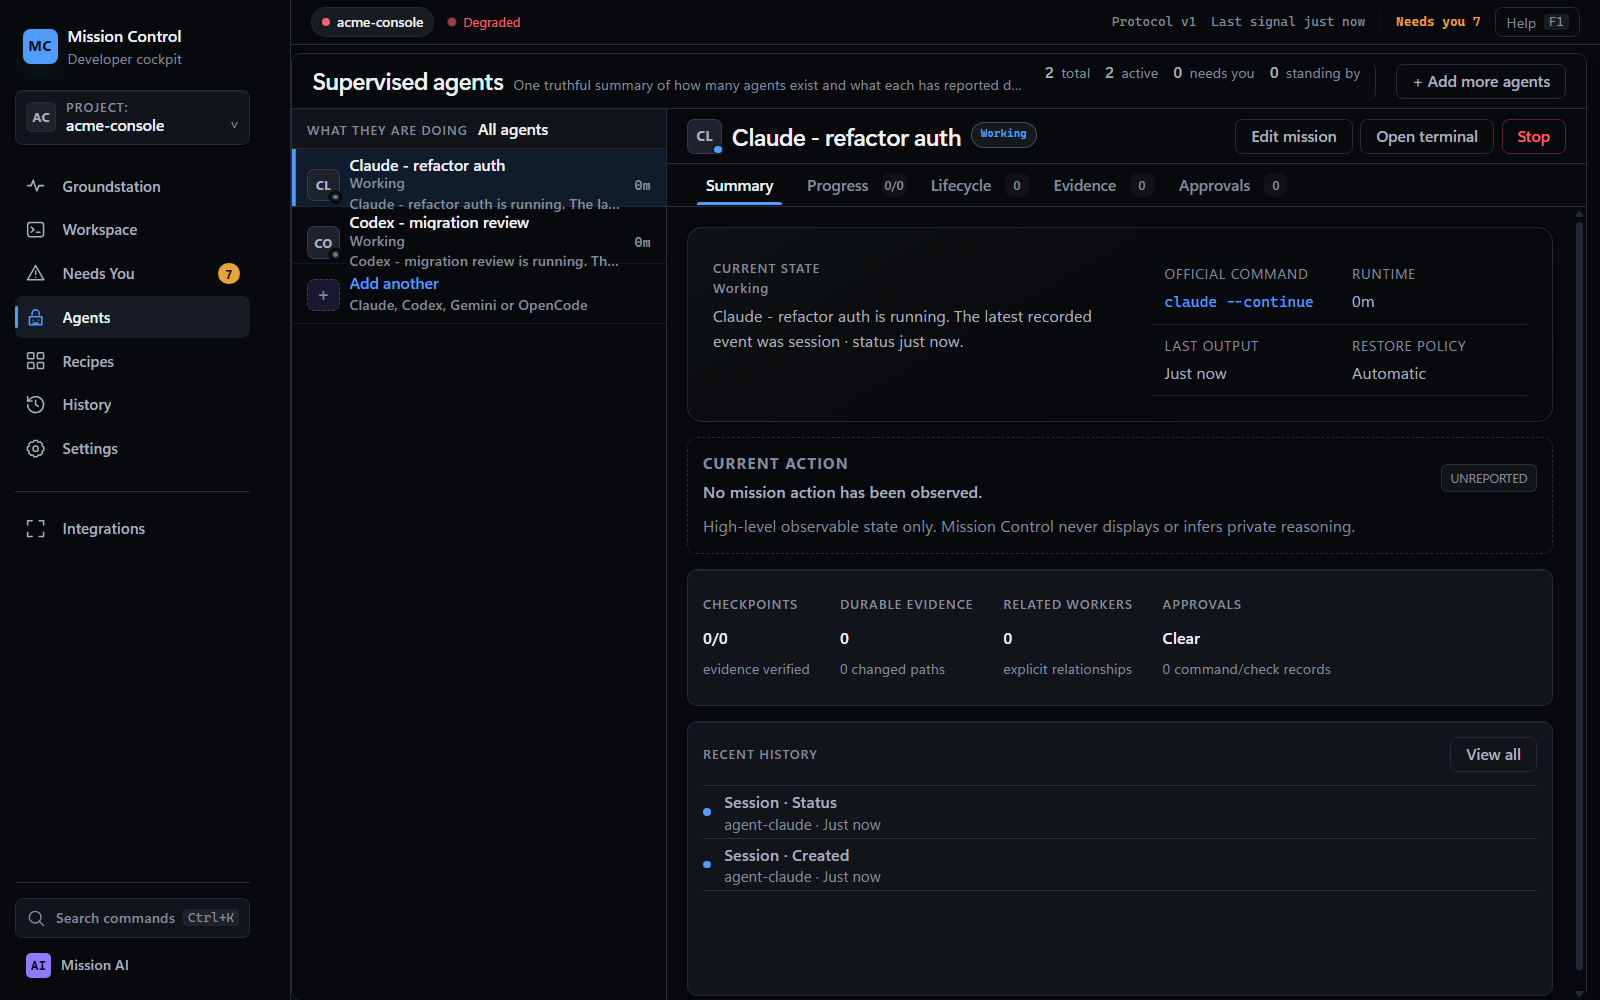 MC
Mission Control
Developer cockpit
AC
PROJECT:
acme-console
v
Groundstation
Workspace
Needs You
7
Agents
Recipes
History
Settings
Integrations
Search commands
Ctrl+K
AI
Mission AI
acme-console
Degraded
Protocol v1
Last signal just now
Needs you 7
Help
F1
Supervised agents
One truthful summary of how many agents exist and what each has reported d...
2 total
2 active
0 needs you
0 standing by
+ Add more agents
WHAT THEY ARE DOING
All agents
CL
Claude - refactor auth
Working
0m
Claude - refactor auth is running. The la...
CO
Codex - migration review
Working
0m
Codex - migration review is running. Th...
+
Add another
Claude, Codex, Gemini or OpenCode
CL
Claude - refactor auth
Working
Edit mission
Open terminal
Stop
Summary
Progress 0/0
Lifecycle 0
Evidence 0
Approvals 0
CURRENT STATE
Working
Claude - refactor auth is running. The latest recorded
event was session · status just now.
OFFICIAL COMMAND
claude --continue
RUNTIME
0m
LAST OUTPUT
Just now
RESTORE POLICY
Automatic
CURRENT ACTION
No mission action has been observed.
High-level observable state only. Mission Control never displays or infers private reasoning.
UNREPORTED
CHECKPOINTS
0/0
evidence verified
DURABLE EVIDENCE
0
0 changed paths
RELATED WORKERS
0
explicit relationships
APPROVALS
Clear
0 command/check records
RECENT HISTORY
View all
Session · Status
agent-claude · Just now
Session · Created
agent-claude · Just now